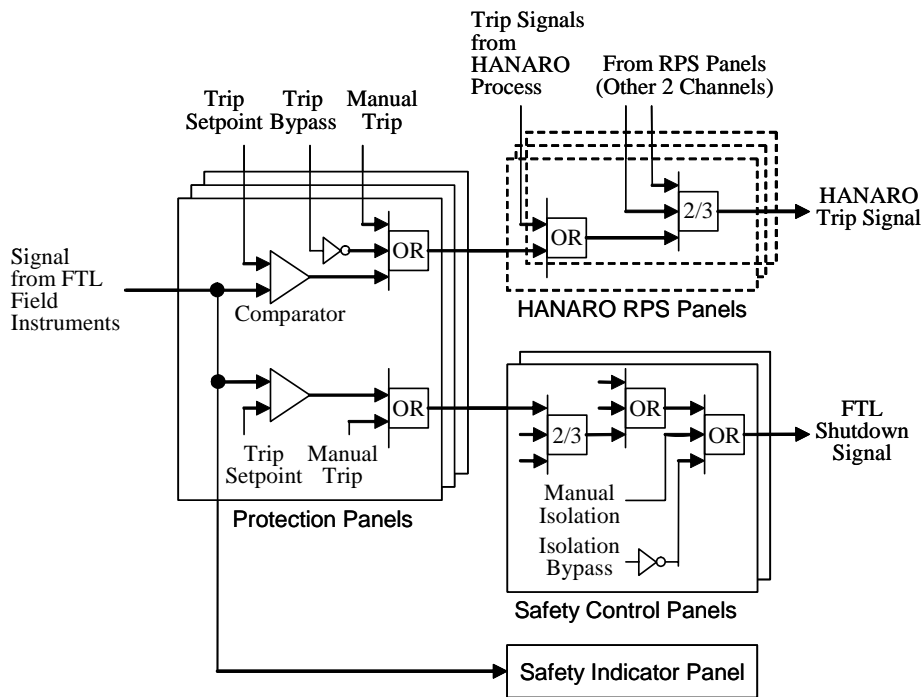 Trip Signals
from
HANARO
Process
From RPS Panels
(Other 2 Channels)
Trip
Setpoint
Trip
Bypass
Manual
Trip
HANARO
Trip Signal
2/3
OR
OR
Signal
from FTL
Field
Instruments
Comparator
HANARO RPS Panels
OR
Trip
Setpoint
Manual
Trip
Protection Panels
OR
2/3
OR
FTL
Shutdown
Signal
Manual
Isolation
Isolation
Bypass
Safety Control Panels
Safety Indicator Panel